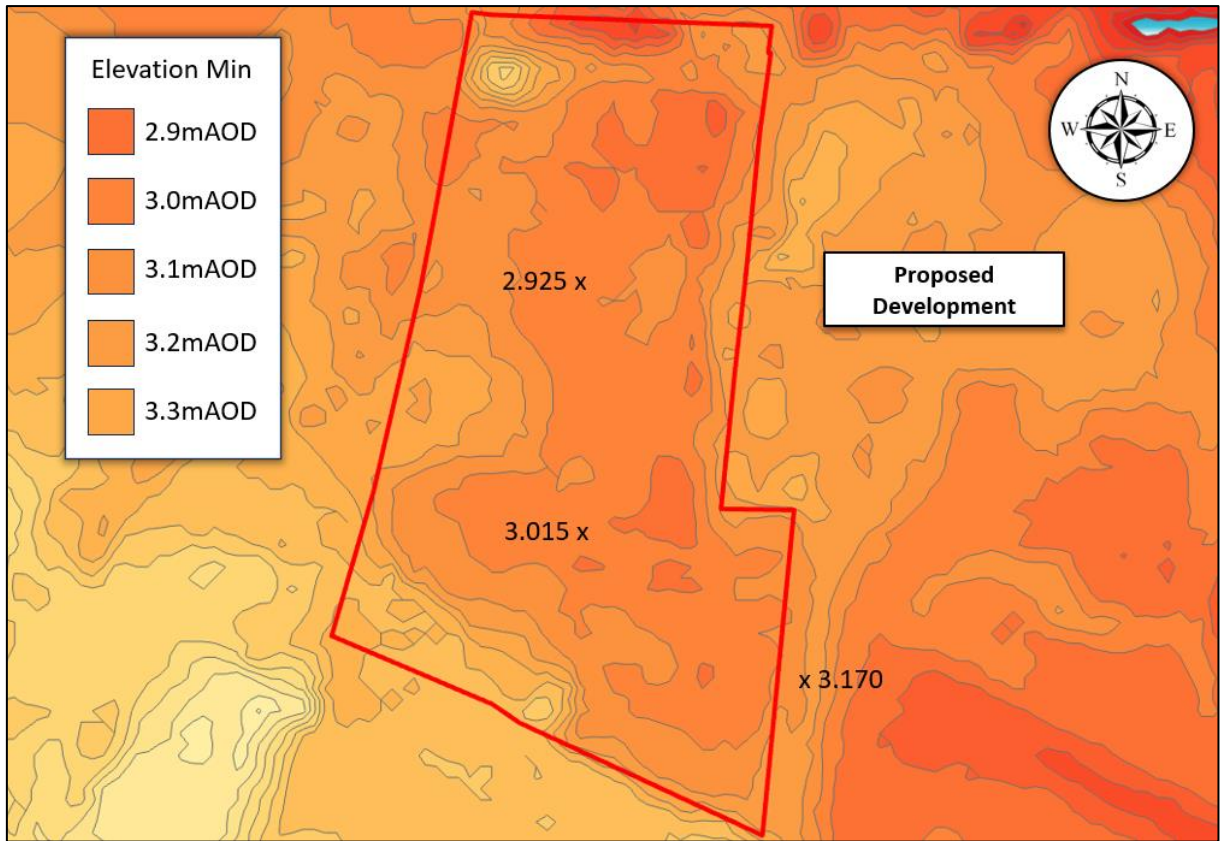 Elevation Min
2.9mAOD
3.0mAOD
3.1mAOD
3.2mAOD
3.3mAOD
N
W E
S
Proposed
Development
2.925 x
3.015 x
x 3.170